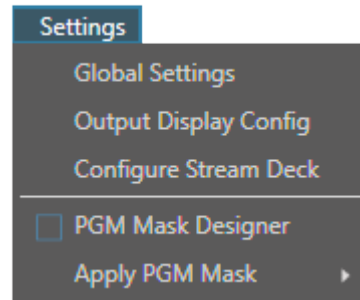 Settings
Global Settings
Output Display Config
Configure Stream Deck
PGM Mask Designer
Apply PGM Mask